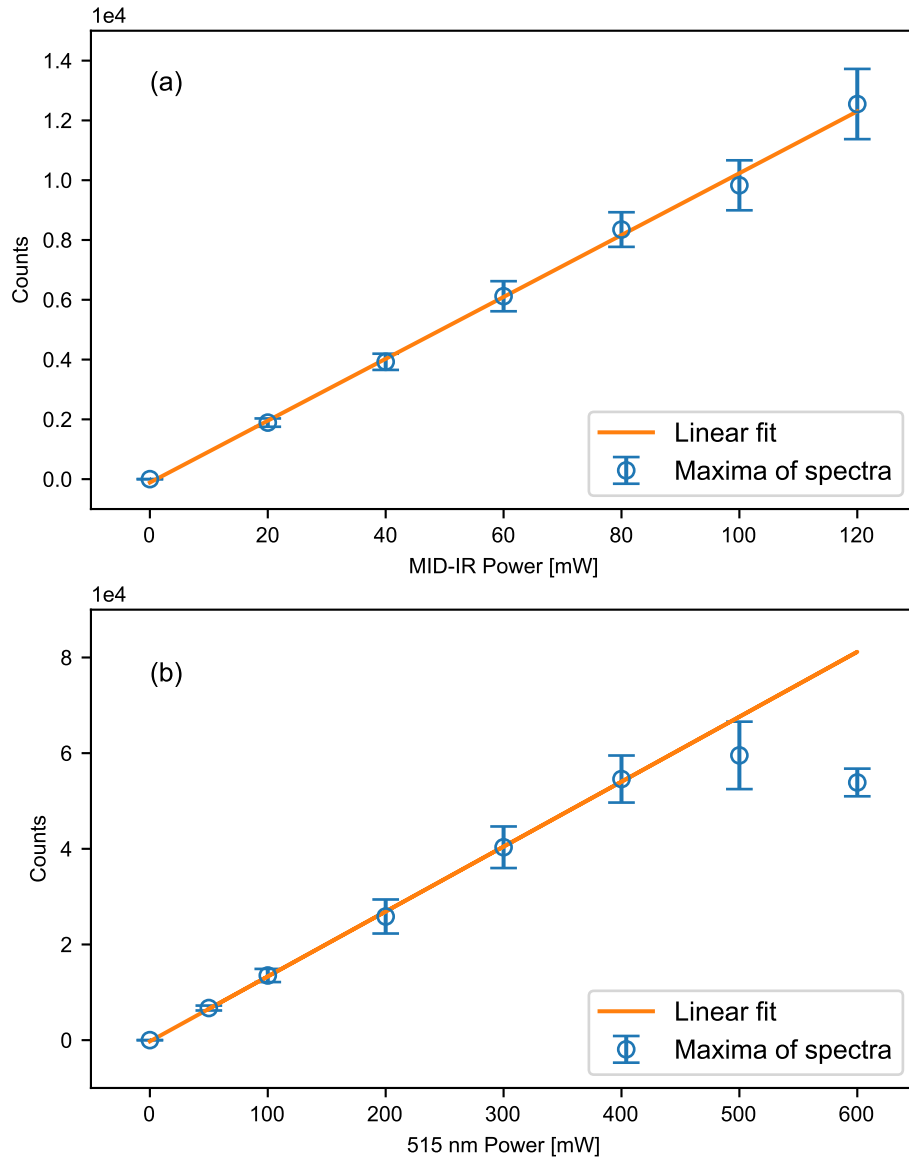 1e4
(a)
1.4
1.2
1.0
0.8
0.6
0.4
0.2
0.0
Counts
Linear fit
Maxima of spectra
0 20 40 60 80 100 120
MID-IR Power [mW]
1e4
(b)
8
6
4
2
0
Counts
Linear fit
Maxima of spectra
0 100 200 300 400 500 600
515 nm Power [mW]